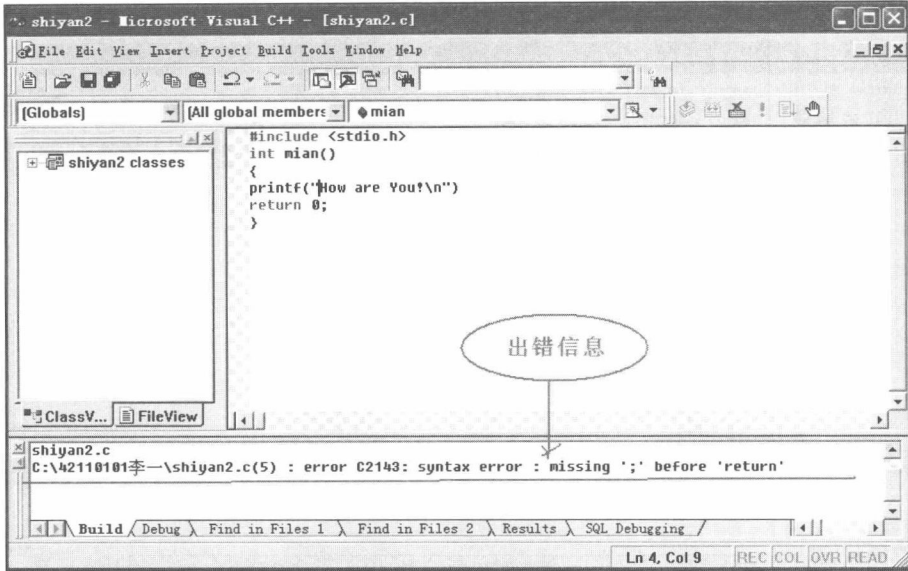 shiyan2 - Microsoft Visual C++ - [shiyan2.c]
File Edit View Insert Project Build Tools Window Help
(Globals) (All global members mian
shiyan2 classes
#include <stdio.h>
int mian()
{
printf("How are You!\n")
return 0;
}
出错信息
ClassV... FileView
shiyan2.c
C:\42110101李一\shiyan2.c(5) : error C2143: syntax error : missing ';' before 'return'
Build Debug Find in Files 1 Find in Files 2 Results SQL Debugging
Ln 4, Col 9 REC COL OVR READ